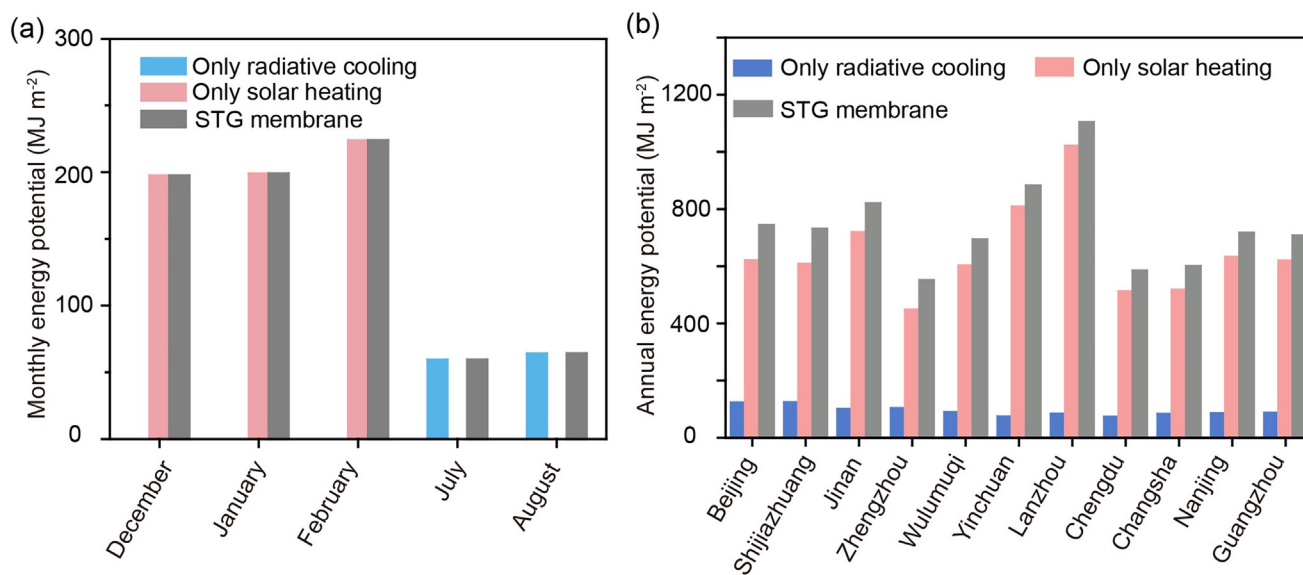 (a)
Monthly energy potential (MJ m⁻²)
300
200
100
0
Only radiative cooling
Only solar heating
STG membrane
December
January
February
July
August
(b)
Annual energy potential (MJ m⁻²)
1200
800
400
0
Only radiative cooling
Only solar heating
STG membrane
Beijing
Shijiazhuang
Jinan
Zhengzhou
Wulumuqi
Yinchuan
Lanzhou
Chengdu
Changsha
Nanjing
Guangzhou